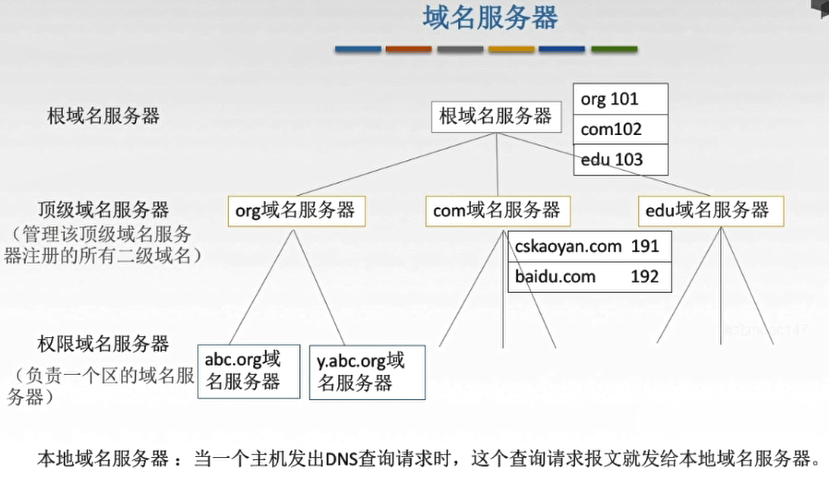 域名服务器
根域名服务器
根域名服务器
org 101
com102
edu 103
顶级域名服务器
（管理该顶级域名服务
器注册的所有二级域名）
org域名服务器
com域名服务器
edu域名服务器
cskaoyan.com 191
baidu.com 192
权限域名服务器
（负责一个区的域名服
务器）
abc.org域
名服务器
y.abc.org域
名服务器
本地域名服务器：当一个主机发出DNS查询请求时，这个查询请求报文就发给本地域名服务器。